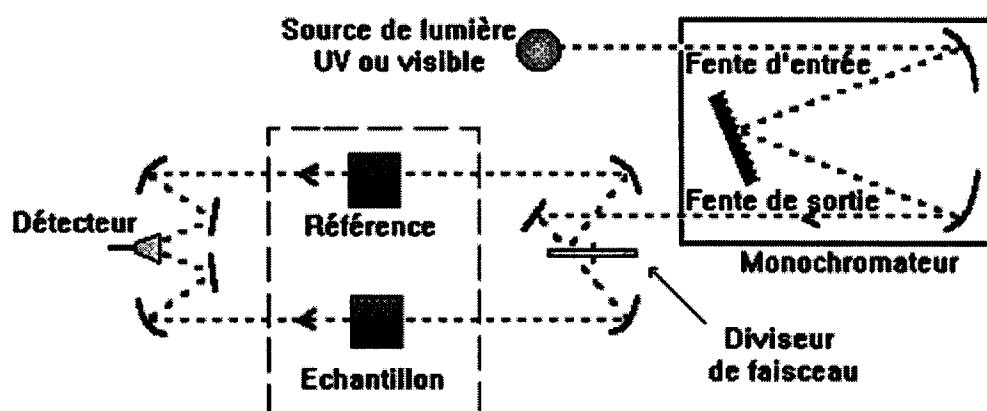 Source de lumière
UV ou visible
Fente d'entrée
Fente de sortie
Monochromateur
Détecteur
Référence
Echantillon
Diviseur
de faisceau